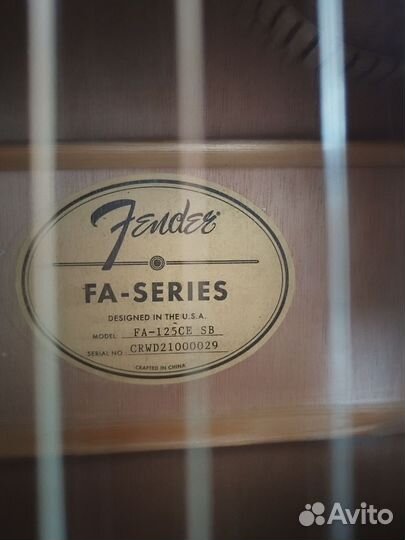 Fender
FA-SERIES
DESIGNED IN THE U.S.A.
MODEL: FA-125CE SB
SERIAL NO CRWD21000029
CRAFTED IN CHINA
Avito